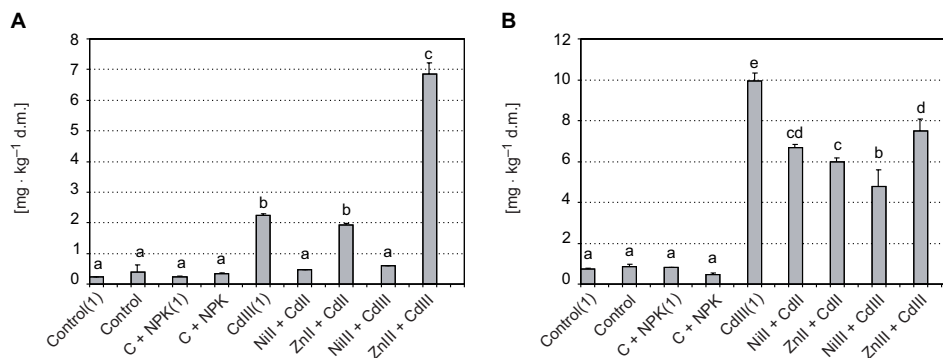 A
[mg · kg⁻¹ d.m.]
8
7
6
5
4
3
2
1
0
a
a
a
a
b
a
b
a
c
Control(1)
Control
C + NPK(1)
C + NPK
CdIII(1)
NiII + CdII
ZnII + CdII
NiIII + CdIII
ZnIII + CdIII
B
[mg · kg⁻¹ d.m.]
12
10
8
6
4
2
0
a
a
a
a
e
cd
c
b
d
Control(1)
Control
C + NPK(1)
C + NPK
CdIII(1)
NiII + CdII
ZnII + CdII
NiIII + CdIII
ZnIII + CdIII